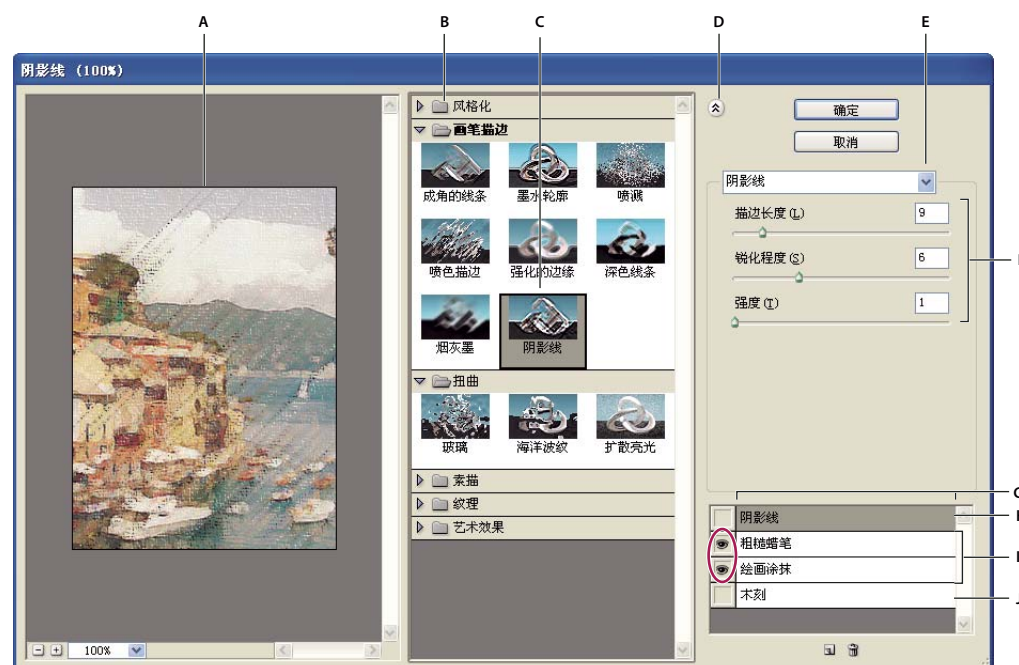 A
B
C
D
E
阴影线 (100%)
风格化
画笔描边
成角的线条
墨水轮廓
喷溅
喷色描边
强化的边缘
深色线条
烟灰墨
阴影线
扭曲
玻璃
海洋波纹
扩散亮光
素描
纹理
艺术效果
100%
确定
取消
阴影线
描边长度(L)
9
锐化程度(S)
6
强度(T)
1
阴影线
粗糙蜡笔
绘画涂抹
木刻